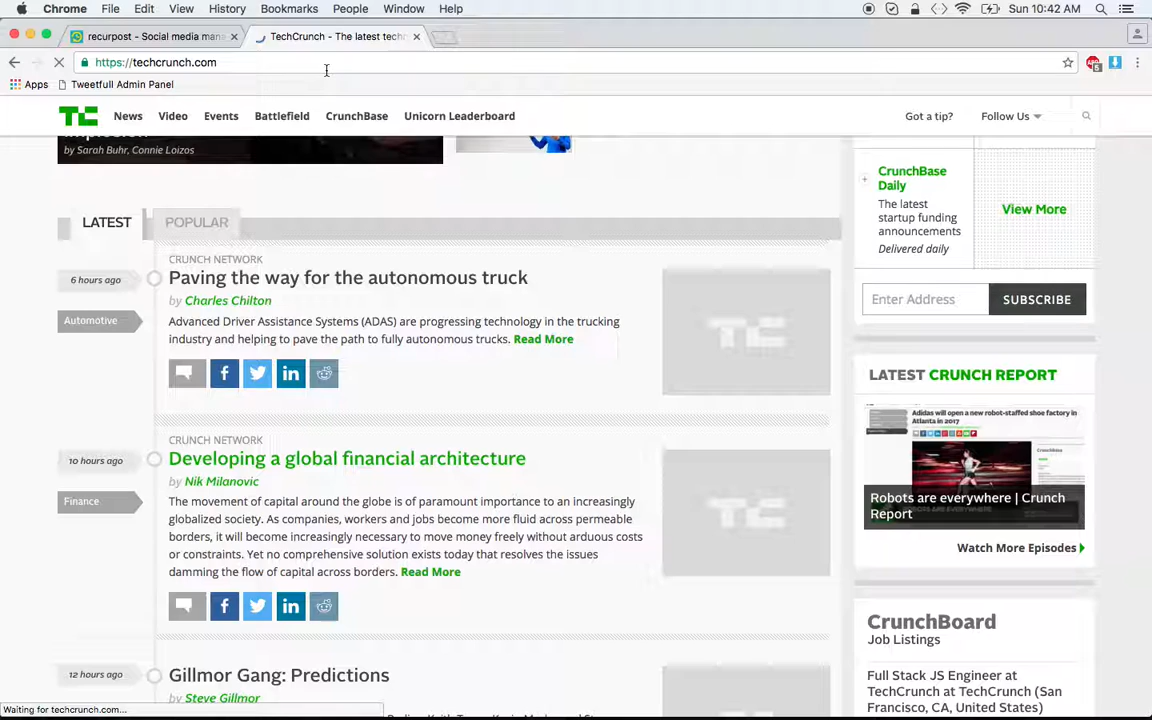 Chrome File Edit View History Bookmarks People Window Help Sun 10:42 AM
recurpost - Social media mana
TechCrunch - The latest techn
https://techcrunch.com
Apps Tweetfull Admin Panel
TC News Video Events Battlefield CrunchBase Unicorn Leaderboard Got a tip? Follow Us
by Sarah Buhr, Connie Loizos
CrunchBase
Daily
The latest
startup funding
announcements
Delivered daily
View More
LATEST POPULAR
CRUNCH NETWORK
6 hours ago
Paving the way for the autonomous truck
by Charles Chilton
Automotive
Advanced Driver Assistance Systems (ADAS) are progressing technology in the trucking
industry and helping to pave the path to fully autonomous trucks. Read More
Enter Address SUBSCRIBE
LATEST CRUNCH REPORT
Adidas will open a new robot-staffed shoe factory in
Atlanta in 2017
Robots are everywhere | Crunch
Report
Watch More Episodes
CRUNCH NETWORK
10 hours ago
Developing a global financial architecture
by Nik Milanovic
Finance
The movement of capital around the globe is of paramount importance to an increasingly
globalized society. As companies, workers and jobs become more fluid across permeable
borders, it will become increasingly necessary to move money freely without arduous costs
or constraints. Yet no comprehensive solution exists today that resolves the issues
damming the flow of capital across borders. Read More
12 hours ago
Gillmor Gang: Predictions
by Steve Gillmor
CrunchBoard
Job Listings
Full Stack JS Engineer at
TechCrunch at TechCrunch (San
Francisco, CA, United States)
Waiting for techcrunch.com...